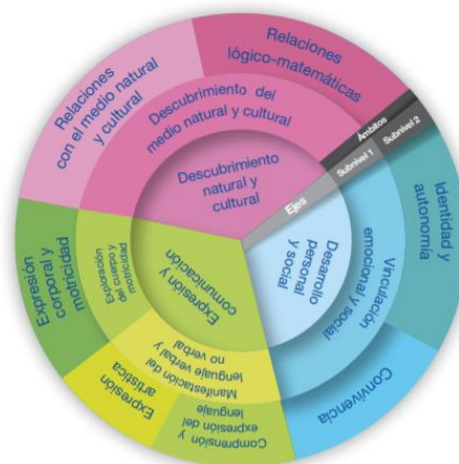 Relaciones
lógico-matemáticas
Relaciones
con el medio natural
y cultural
Descubrimiento del
medio natural y cultural
Descubrimiento
natural y
cultural
Ámbitos
Subnivel 1
Subnivel 2
Ejes
Identidad y
autonomía
Vinculación
emocional y social
Desarrollo
personal
y social
Convivencia
Expresión y
comunicación
Exploración
del cuerpo y
motricidad
Expresión
corporal y
motricidad
Manifestación del
lenguaje verbal y
no verbal
Expresión
artística
Comprensión y
expresión del
lenguaje